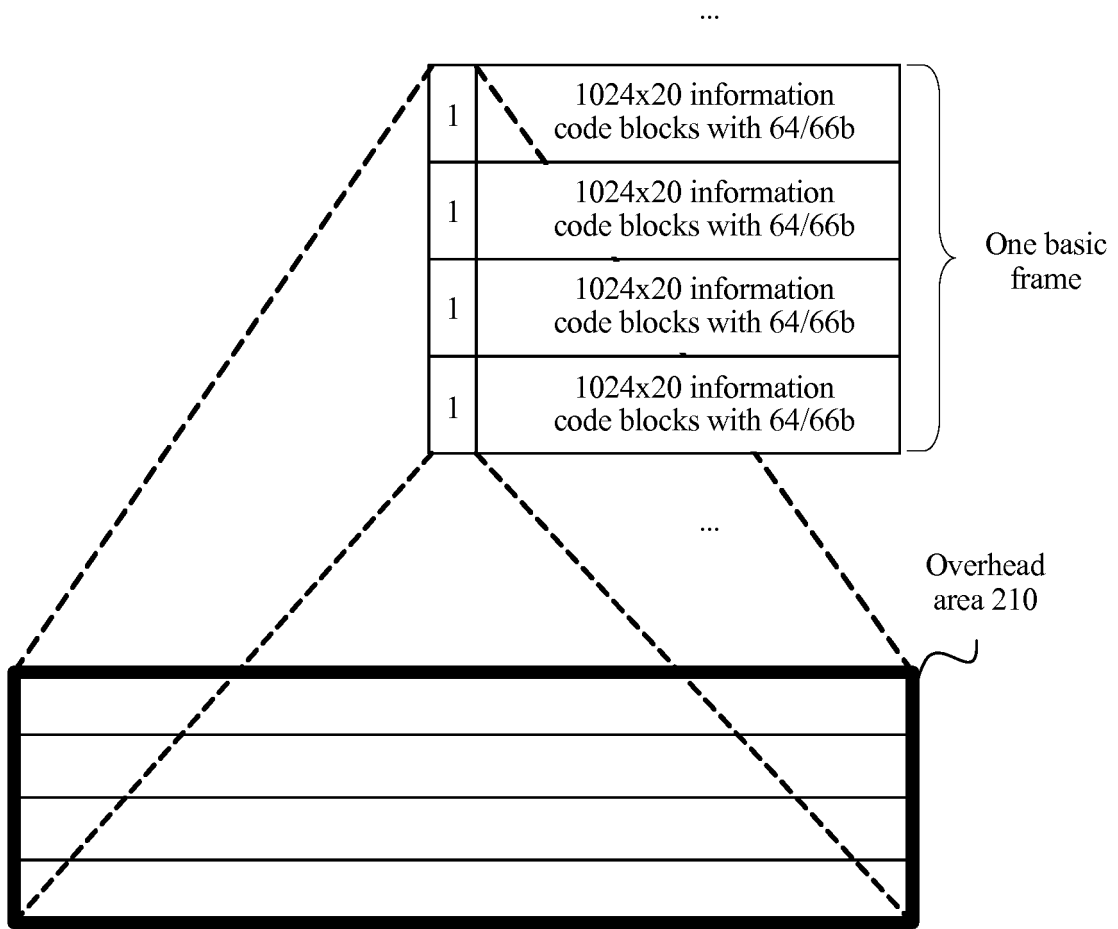 ...
1
1024x20 information
code blocks with 64/66b
1
1024x20 information
code blocks with 64/66b
1
1024x20 information
code blocks with 64/66b
1
1024x20 information
code blocks with 64/66b
One basic
frame
...
Overhead
area 210